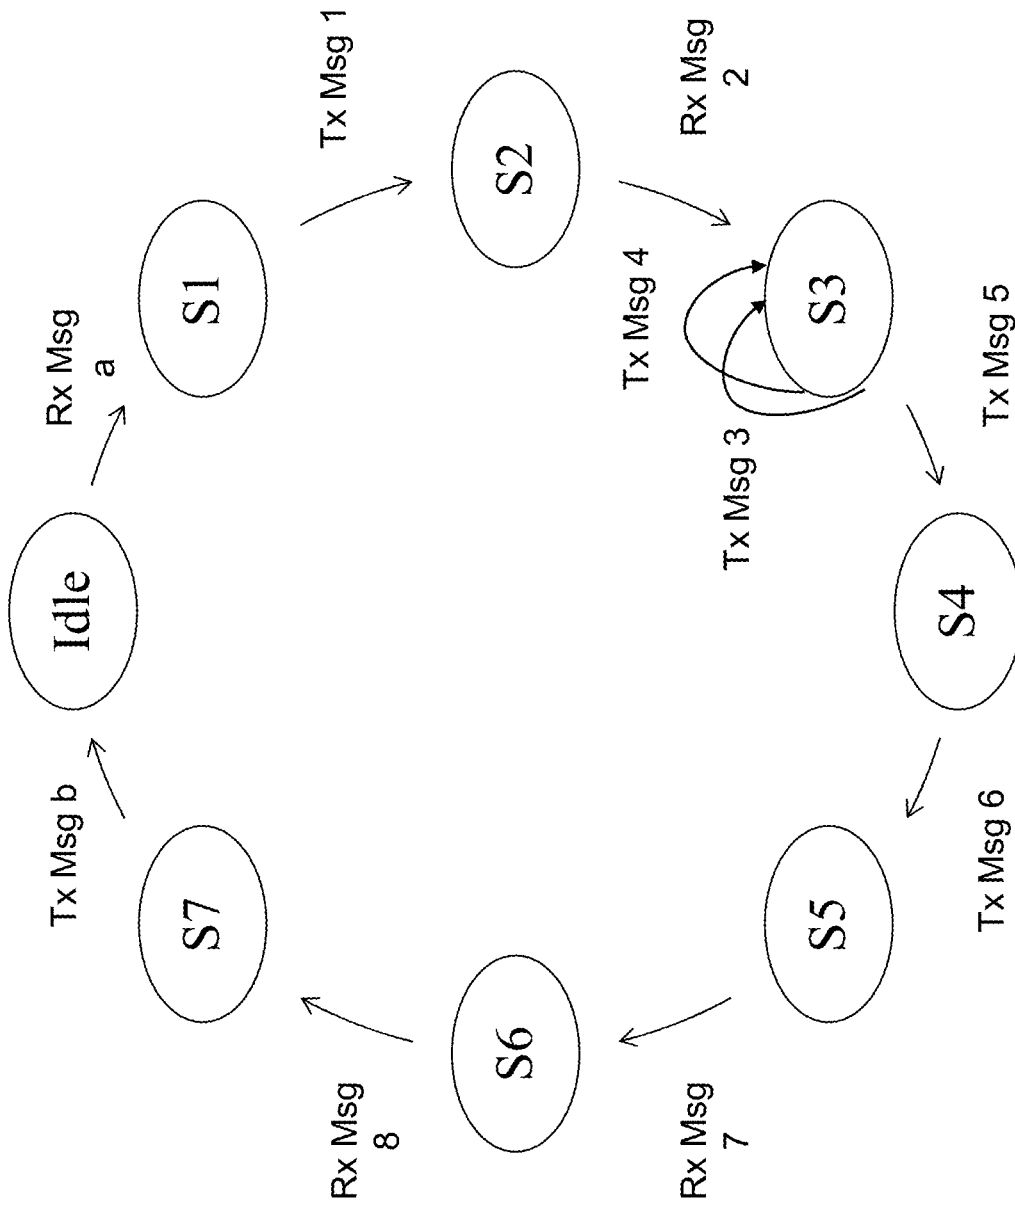 Idle
Rx Msg
a
S1
Tx Msg 1
S2
Rx Msg
2
S3
Tx Msg 4
Tx Msg 3
Tx Msg 5
S4
Tx Msg 6
S5
Rx Msg
7
S6
Rx Msg
8
S7
Tx Msg b